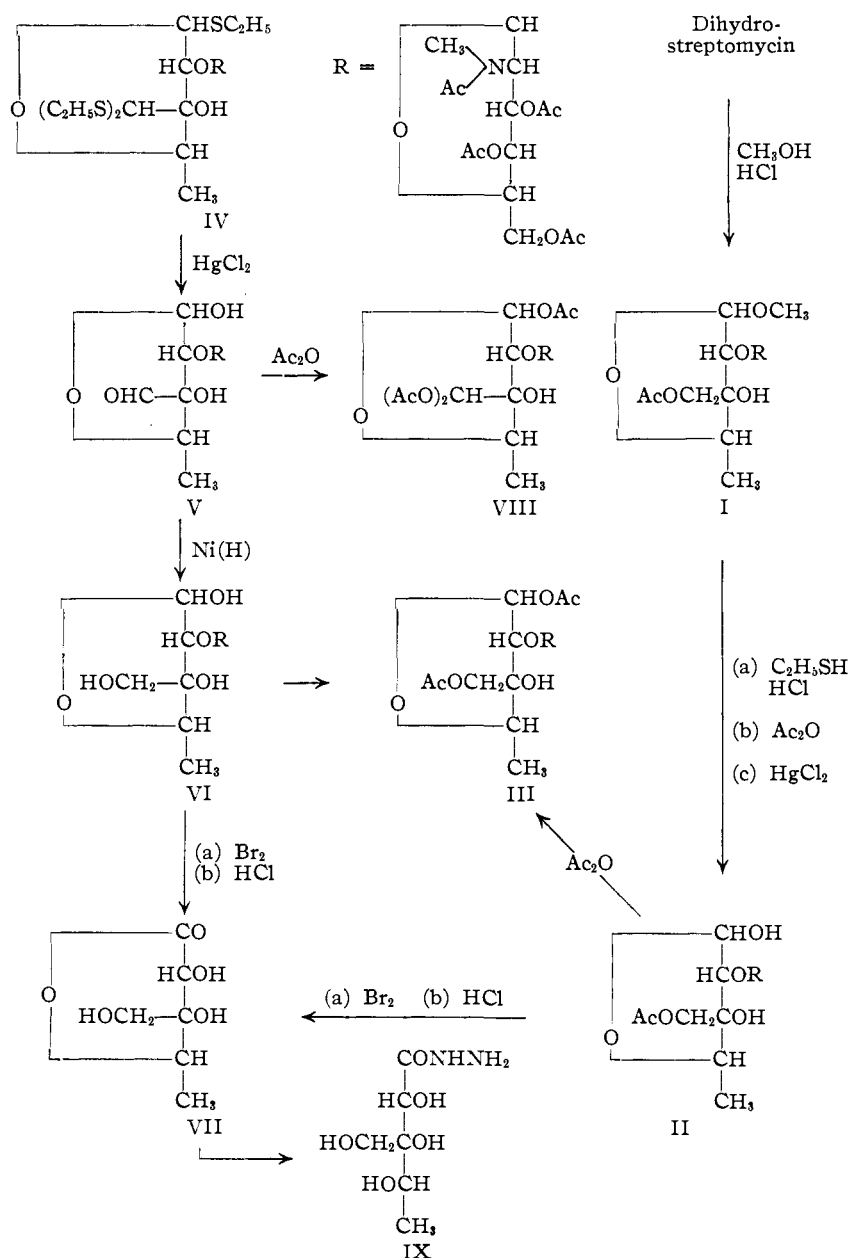 CHSC₂H₅
HCOR
O (C₂H₅S)₂CH—COH
CH
CH₃
IV
R =
CH
CH₃
NCH
Ac
HCOAc
O
AcOCH
CH
CH₂OAc
Dihydro-
streptomycin
CH₃OH
HCl
HgCl₂
CHOH
HCOR
O
OHC—COH
CH
CH₃
V
Ac₂O
CHOAc
HCOR
(AcO)₂CH—COH
O
CH
CH₃
VIII
CHOCH₃
HCOR
O
AcOCH₂COH
CH
CH₃
I
Ni(H)
CHOH
HCOR
HOCH₂—COH
O
CH
CH₃
VI
CHOAc
HCOR
AcOCH₂COH
O
CH
CH₃
III
(a) C₂H₅SH
HCl
(b) Ac₂O
(c) HgCl₂
(a) Br₂
(b) HCl
Ac₂O
CO
HCOH
O
HOCH₂—COH
CH
CH₃
VII
(a) Br₂ (b) HCl
CONHNH₂
HCOH
HOCH₂COH
HOCH
CH₃
IX
CHOH
HCOR
AcOCH₂COH
O
CH
CH₃
II